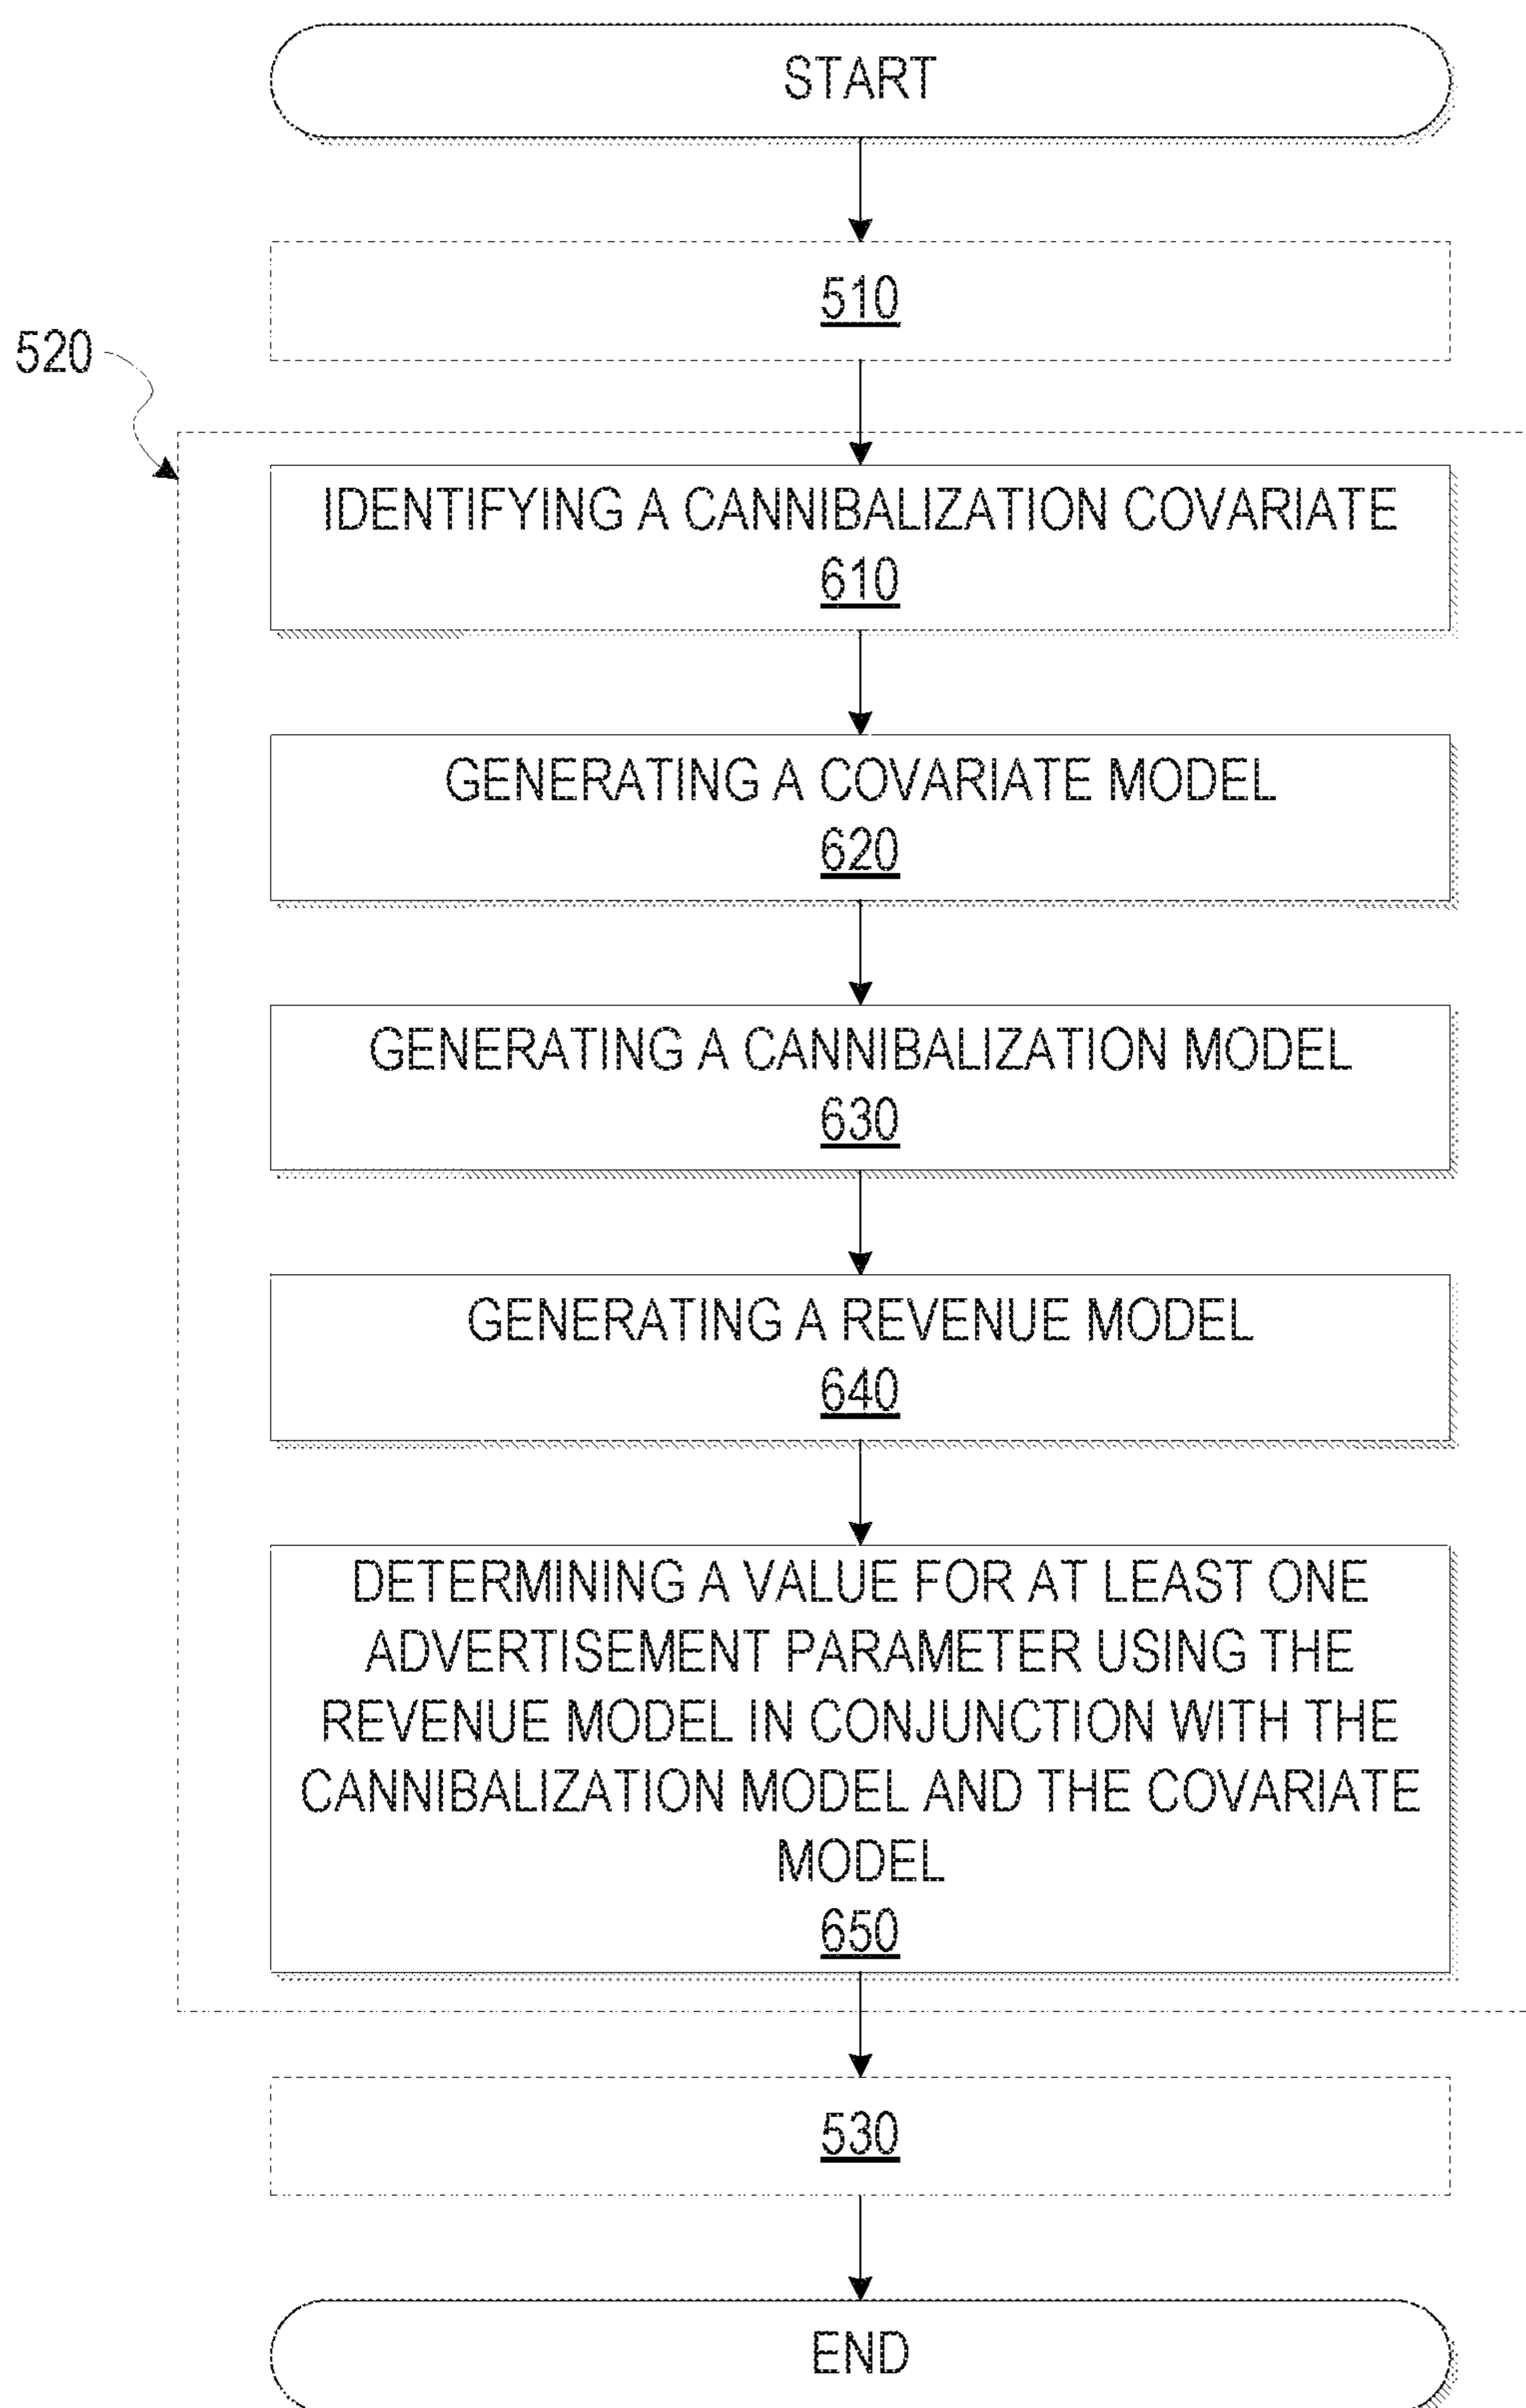 START
510
520
IDENTIFYING A CANNIBALIZATION COVARIATE
610
GENERATING A COVARIATE MODEL
620
GENERATING A CANNIBALIZATION MODEL
630
GENERATING A REVENUE MODEL
640
DETERMINING A VALUE FOR AT LEAST ONE
ADVERTISEMENT PARAMETER USING THE
REVENUE MODEL IN CONJUNCTION WITH THE
CANNIBALIZATION MODEL AND THE COVARIATE
MODEL
650
530
END